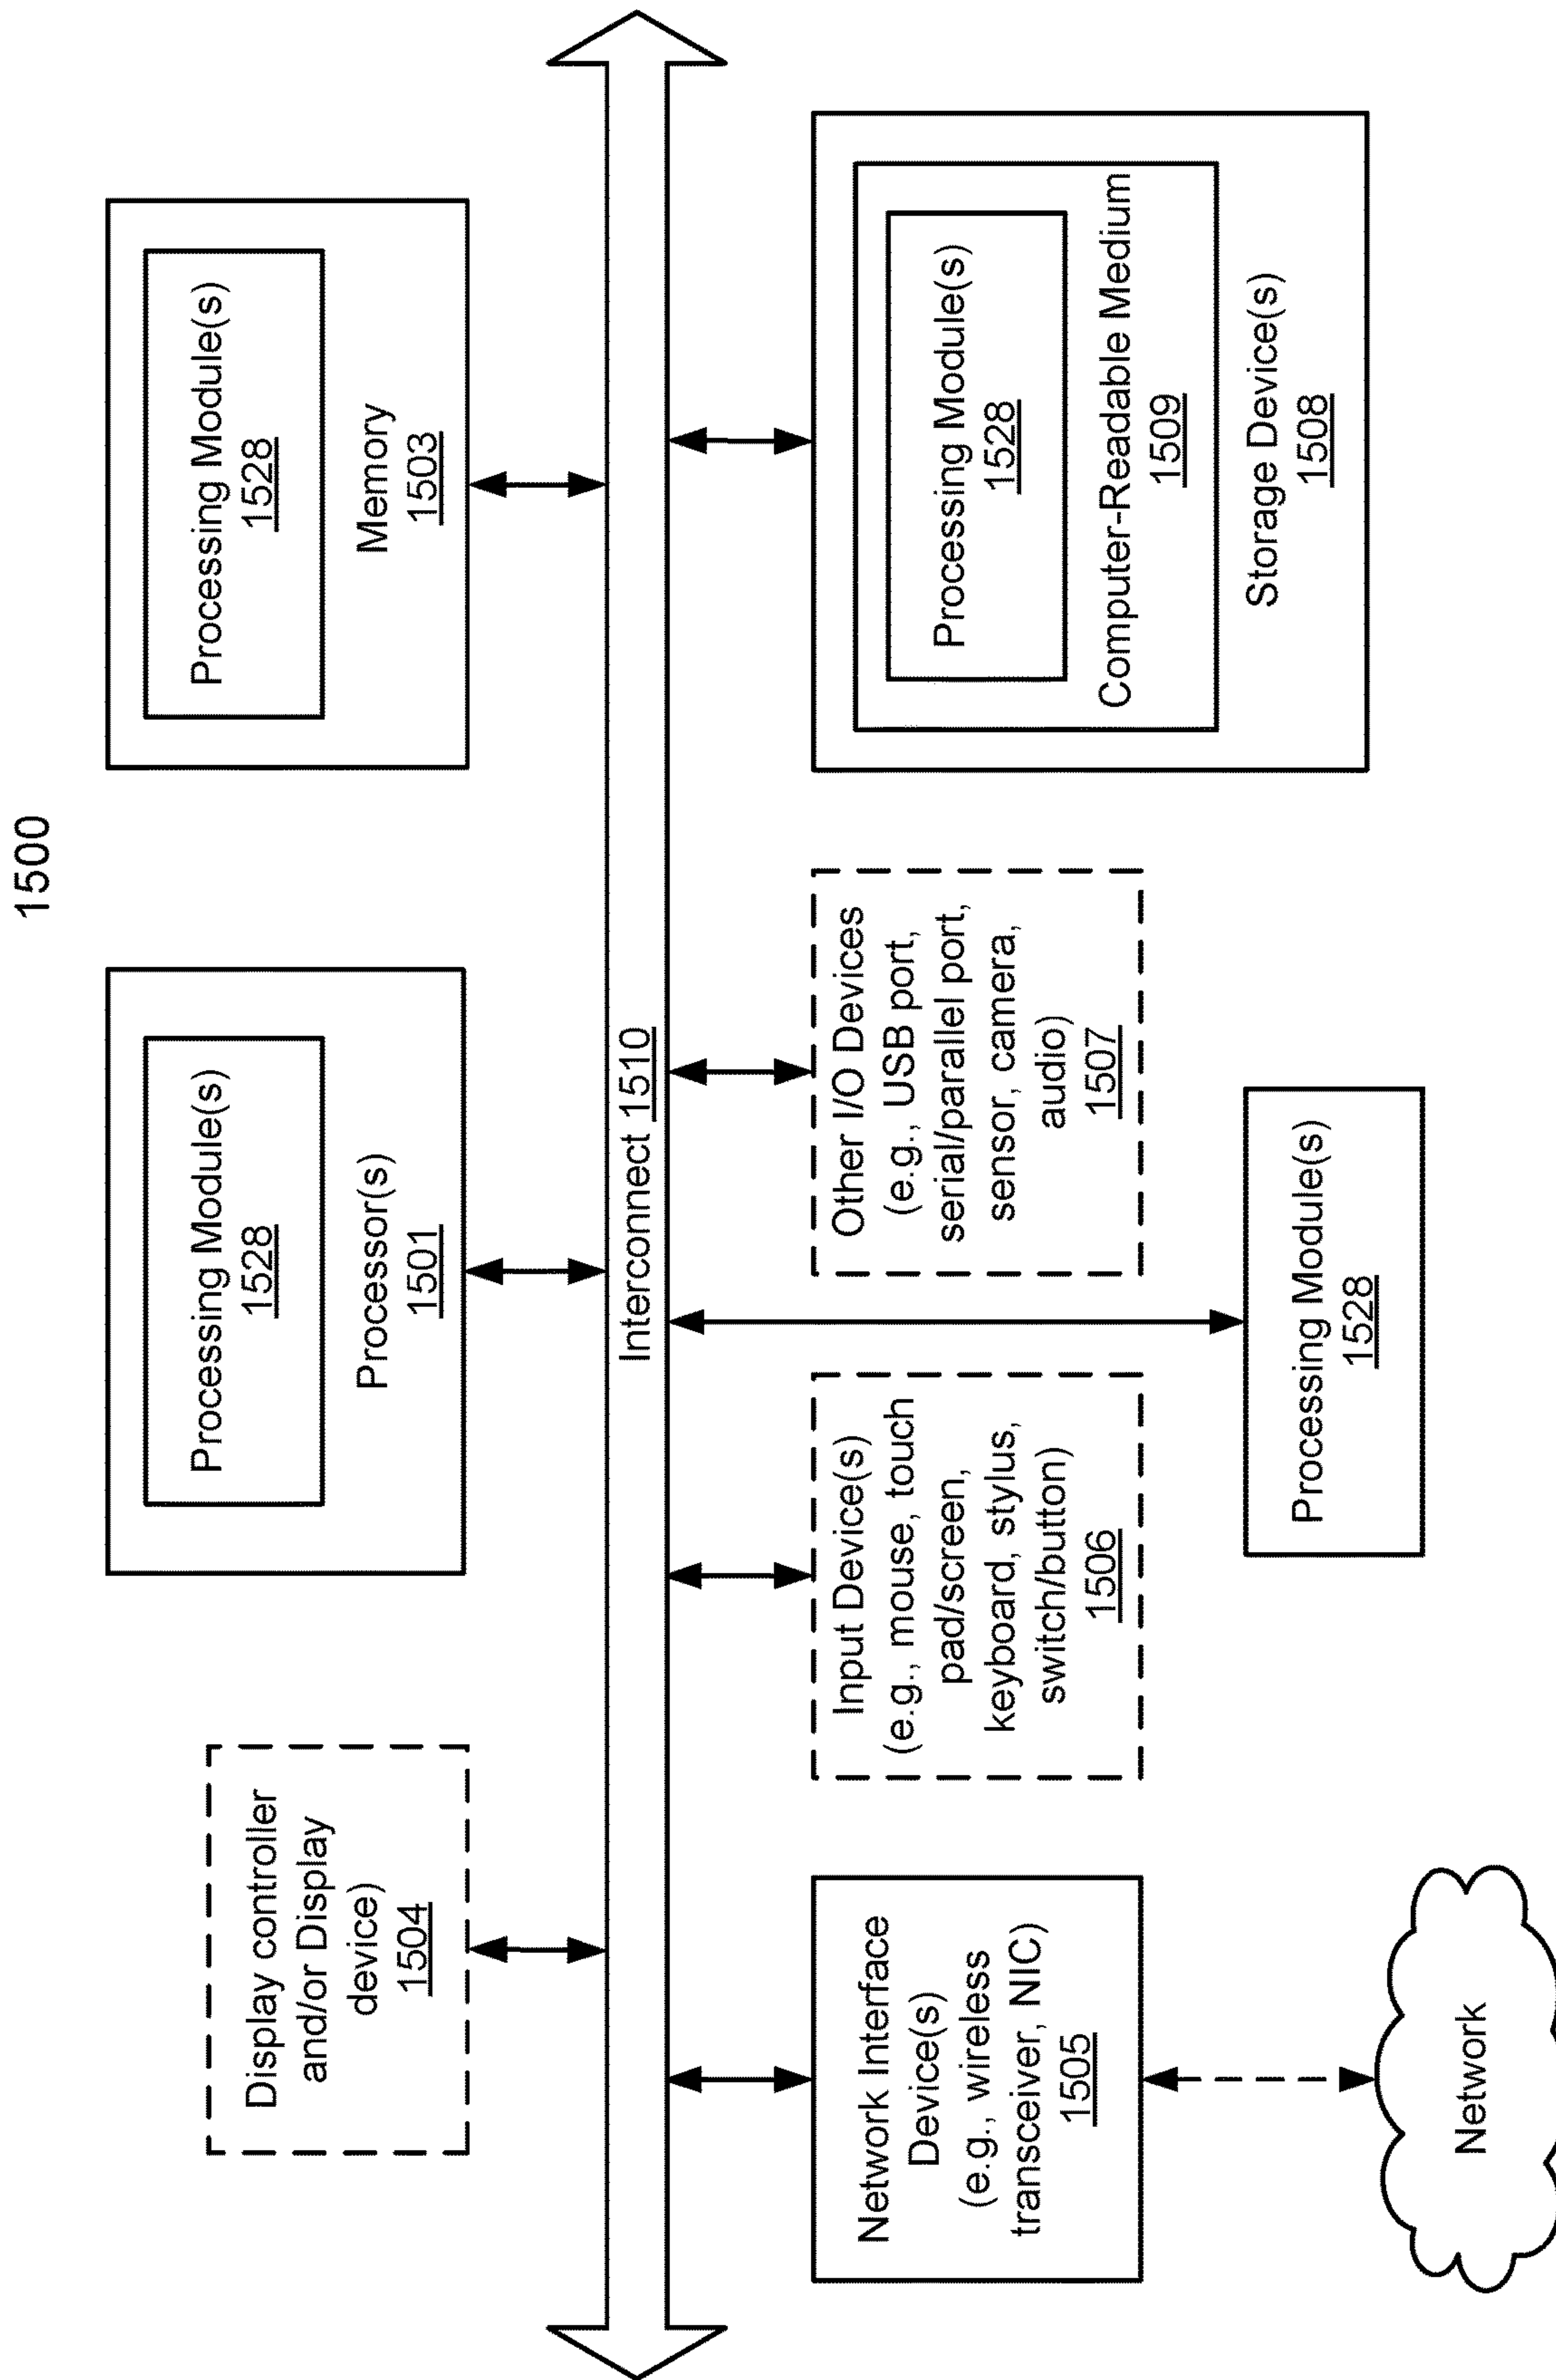 1500
Display controller
and/or Display
device)
1504
Processing Module(s)
1528
Processor(s)
1501
Processing Module(s)
1528
Memory
1503
Interconnect 1510
Network Interface
Device(s)
(e.g., wireless
transceiver, NIC)
1505
Input Device(s)
(e.g., mouse, touch
pad/screen,
keyboard, stylus,
switch/button)
1506
Other I/O Devices
(e.g., USB port,
serial/parallel port,
sensor, camera,
audio)
1507
Processing Module(s)
1528
Computer-Readable Medium
1509
Storage Device(s)
1508
Processing Module(s)
1528
Network